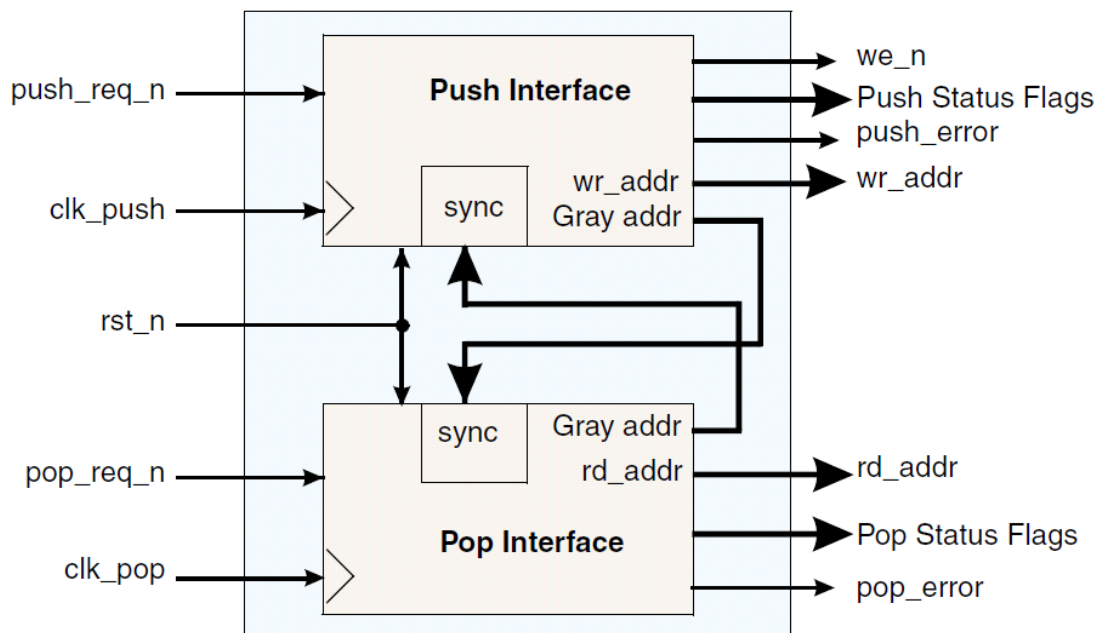 push_req_n
clk_push
rst_n
pop_req_n
clk_pop
Push Interface
sync
wr_addr
Gray addr
sync
Gray addr
rd_addr
Pop Interface
we_n
Push Status Flags
push_error
wr_addr
rd_addr
Pop Status Flags
pop_error